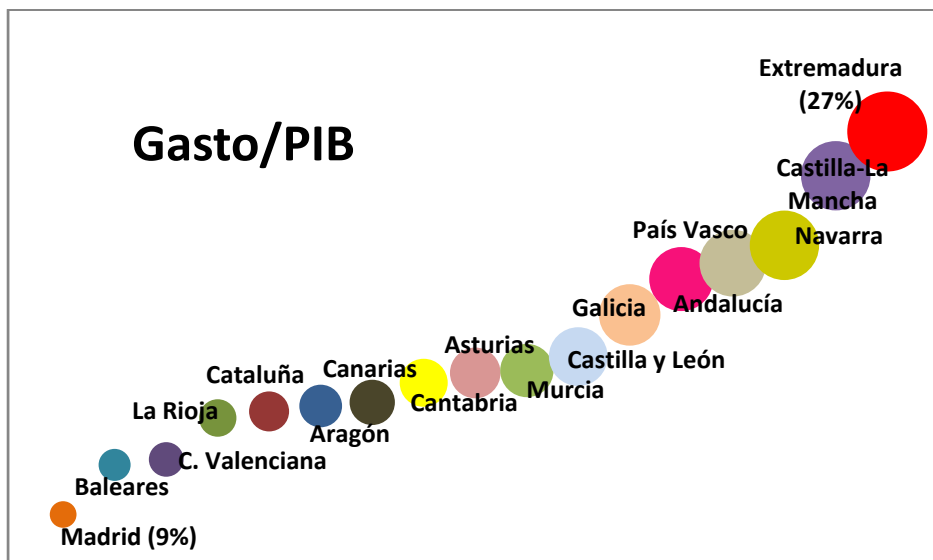 Extremadura
(27%)
Gasto/PIB
Castilla-La
Mancha
País Vasco
Navarra
Galicia
Andalucía
Asturias
Castilla y León
Cataluña
Canarias
Murcia
Cantabria
La Rioja
Aragón
C. Valenciana
Baleares
Madrid (9%)